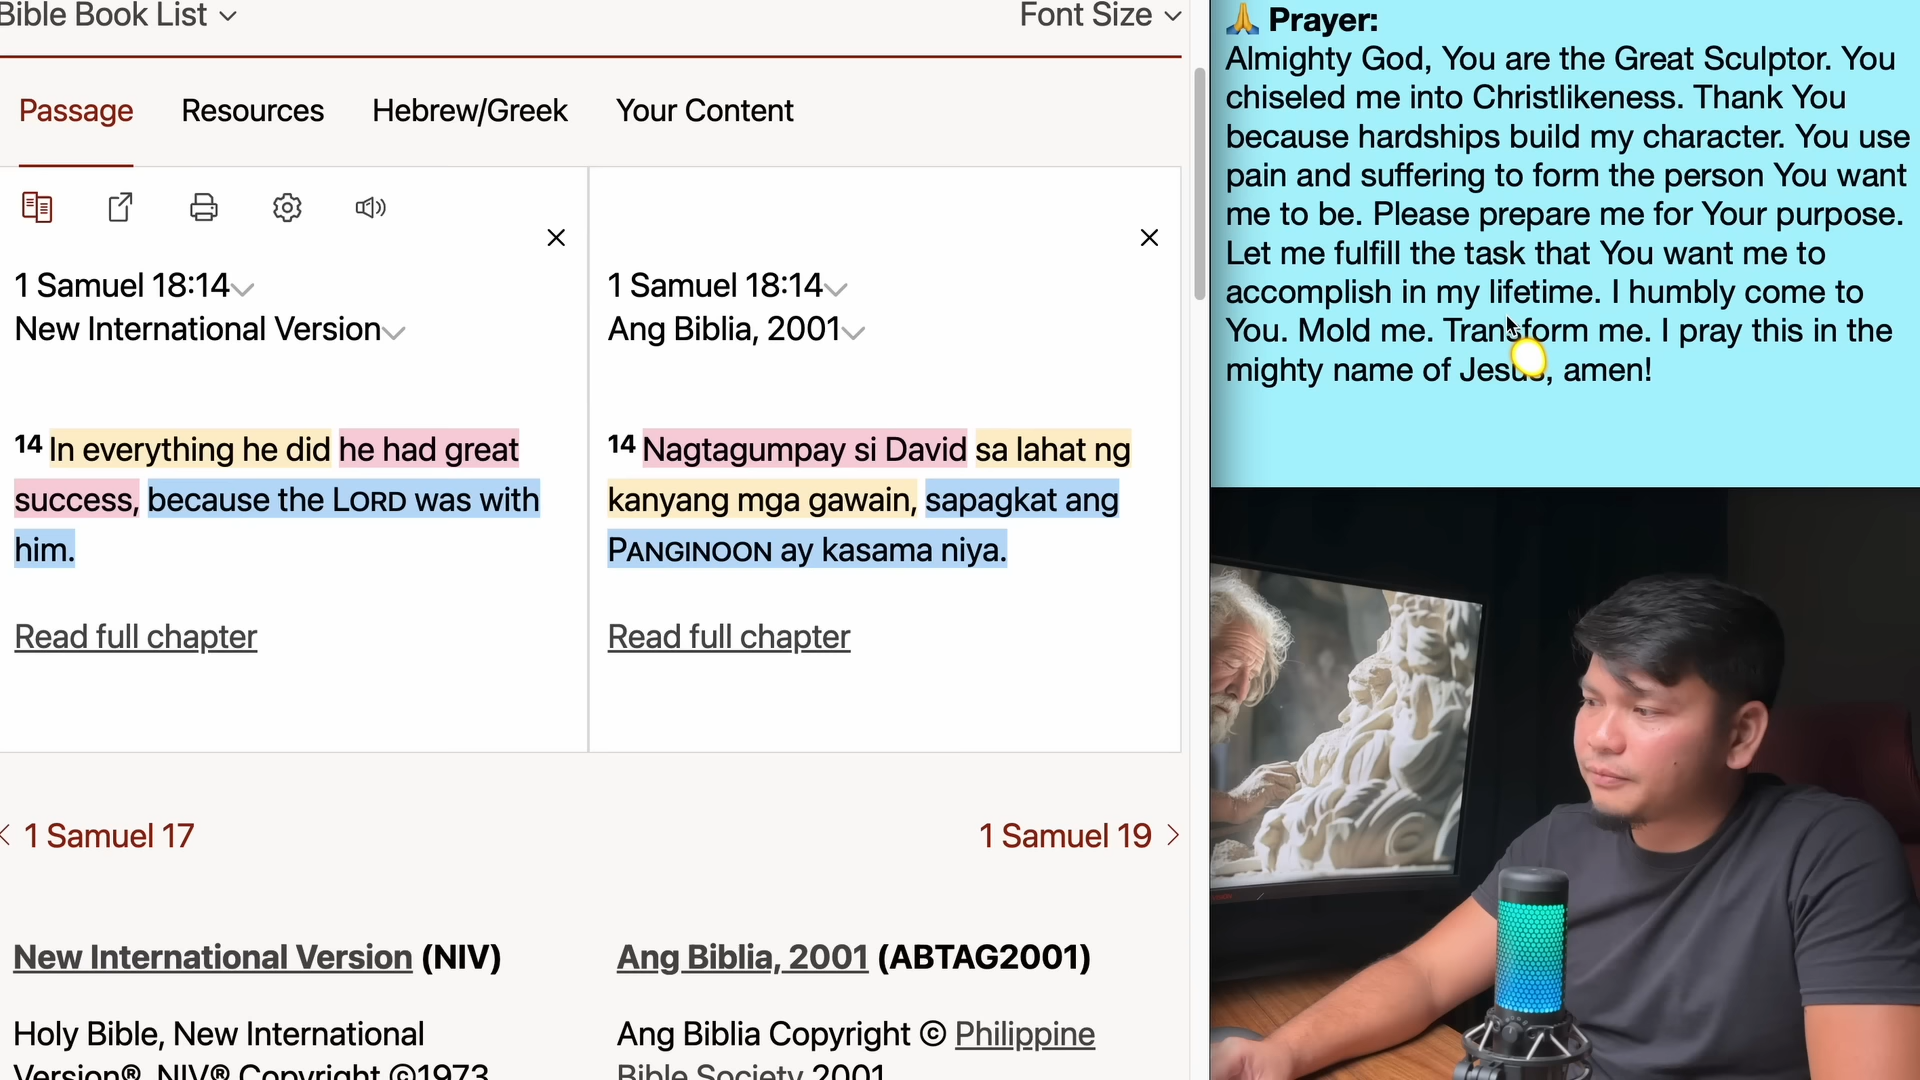 Bible Book List
Font Size
Passage
Resources
Hebrew/Greek
Your Content
1 Samuel 18:14
New International Version
14 In everything he did he had great
success, because the LORD was with
him.
Read full chapter
1 Samuel 18:14
Ang Biblia, 2001
14 Nagtagumpay si David sa lahat ng
kanyang mga gawain, sapagkat ang
PANGINOON ay kasama niya.
Read full chapter
1 Samuel 17
1 Samuel 19
New International Version (NIV)
Holy Bible, New International
Version®, NIV® Copyright ©1973
Ang Biblia, 2001 (ABTAG2001)
Ang Biblia Copyright © Philippine
Bible Society 2001
🙏 Prayer:
Almighty God, You are the Great Sculptor. You
chiseled me into Christlikeness. Thank You
because hardships build my character. You use
pain and suffering to form the person You want
me to be. Please prepare me for Your purpose.
Let me fulfill the task that You want me to
accomplish in my lifetime. I humbly come to
You. Mold me. Transform me. I pray this in the
mighty name of Jesus, amen!